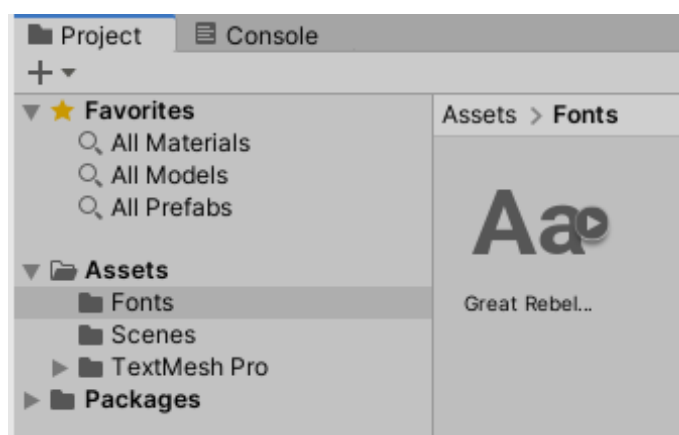 Project
Console
Favorites
All Materials
All Models
All Prefabs
Assets
Fonts
Scenes
TextMesh Pro
Packages
Assets > Fonts
Aa
Great Rebel...